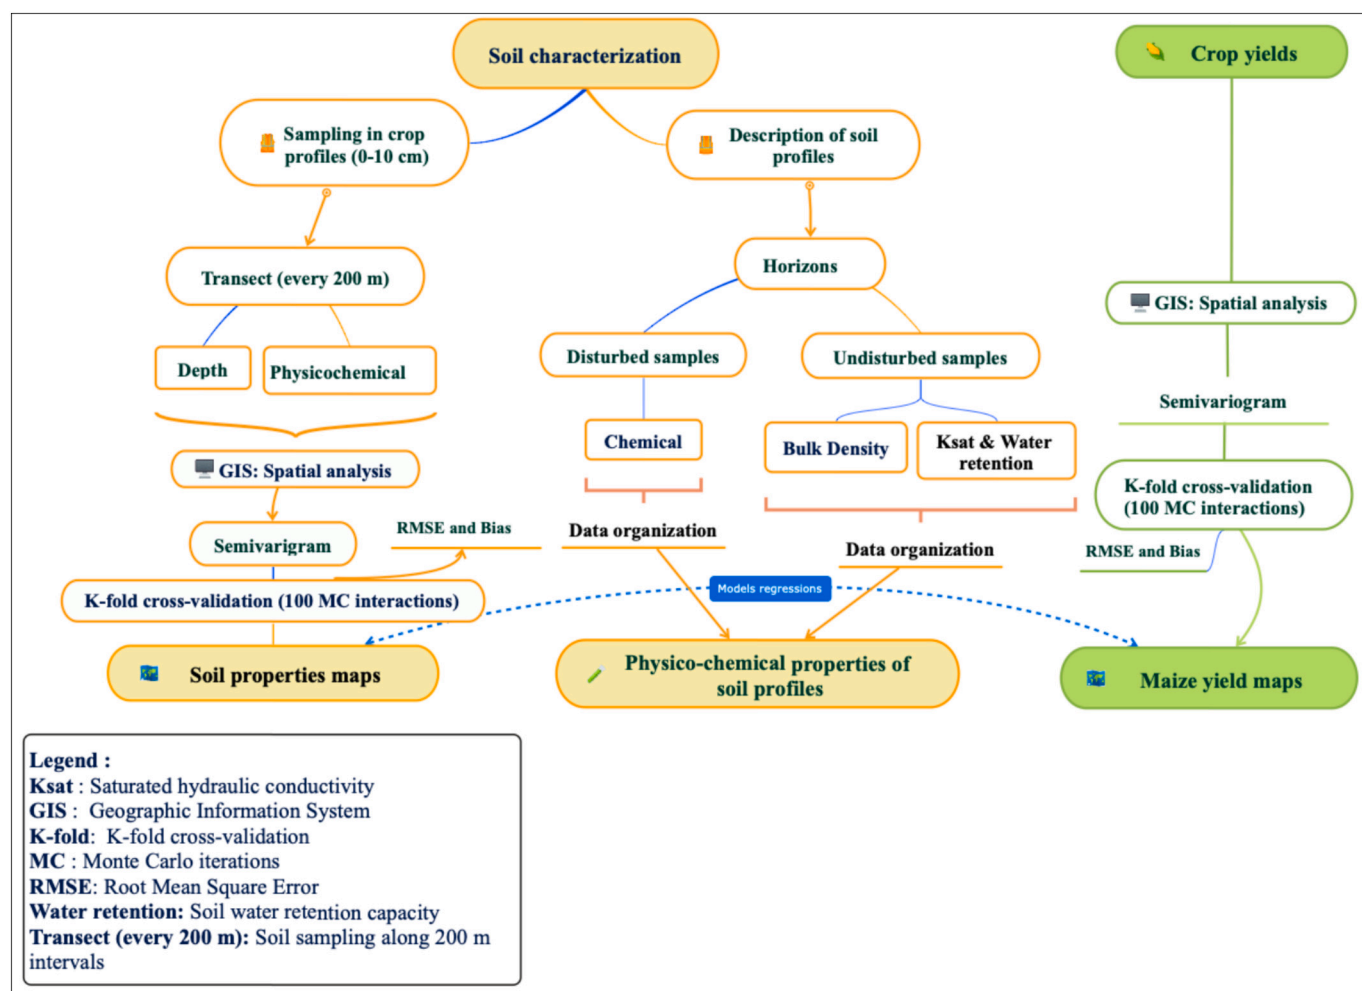 Soil characterization
Crop yields
Sampling in crop
profiles (0-10 cm)
Description of soil
profiles
Transect (every 200 m)
Horizons
GIS: Spatial analysis
Depth
Physicochemical
Disturbed samples
Undisturbed samples
Semivariogram
Chemical
Bulk Density
Ksat & Water
retention
GIS: Spatial analysis
K-fold cross-validation
(100 MC interactions)
Semivarigram
RMSE and Bias
Data organization
Data organization
RMSE and Bias
K-fold cross-validation (100 MC interactions)
Models regressions
Soil properties maps
Physico-chemical properties of
soil profiles
Maize yield maps
Legend :
Ksat : Saturated hydraulic conductivity
GIS : Geographic Information System
K-fold: K-fold cross-validation
MC : Monte Carlo iterations
RMSE: Root Mean Square Error
Water retention: Soil water retention capacity
Transect (every 200 m): Soil sampling along 200 m
intervals